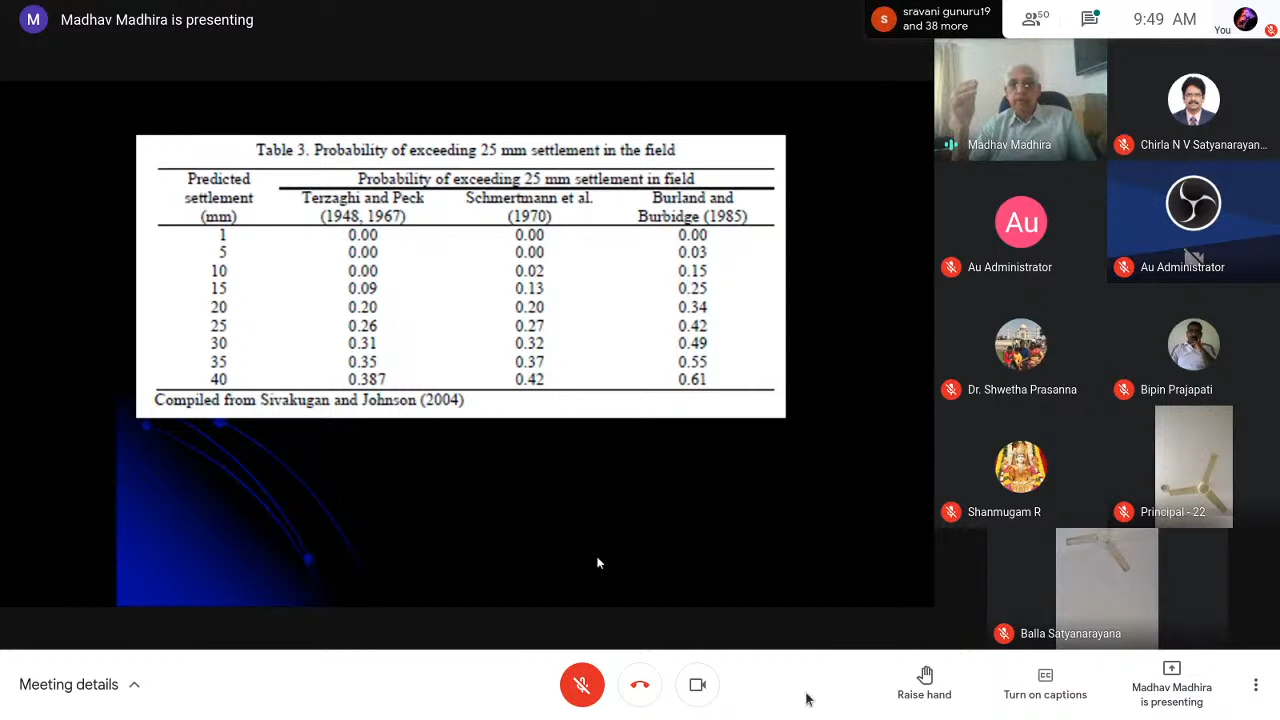 M Madhav Madhira is presenting
S sravani gunuru19
and 38 more
50
9:49 AM
You
Table 3. Probability of exceeding 25 mm settlement in the field
Predicted settlement (mm) Probability of exceeding 25 mm settlement in field
Terzaghi and Peck (1948, 1967) Schmertmann et al. (1970) Burland and Burbidge (1985)
1 0.00 0.00 0.00
5 0.00 0.00 0.03
10 0.00 0.02 0.15
15 0.09 0.13 0.25
20 0.20 0.20 0.34
25 0.26 0.27 0.42
30 0.31 0.32 0.49
35 0.35 0.37 0.55
40 0.387 0.42 0.61
Compiled from Sivakugan and Johnson (2004)
Madhav Madhira
Chirla N V Satyanarayan...
Au
Au Administrator
Au Administrator
Dr. Shwetha Prasanna
Bipin Prajapati
Shanmugam R
Principal - 22
Balla Satyanarayana
Meeting details
Raise hand
Turn on captions
Madhav Madhira
is presenting